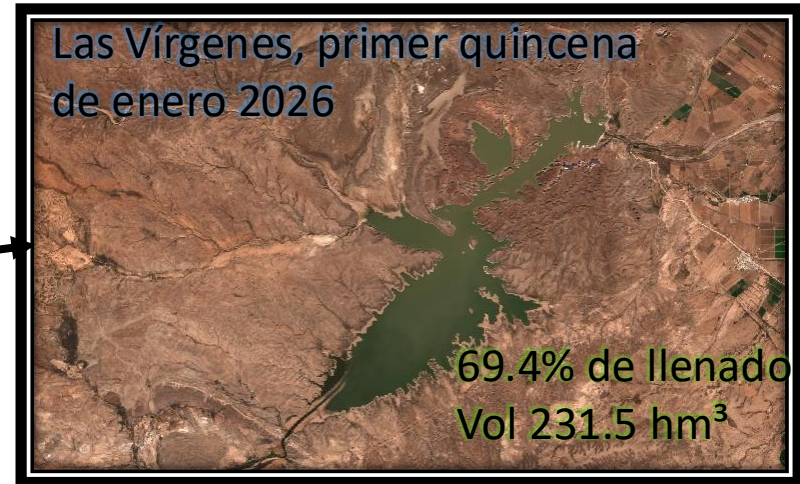 Las Vírgenes, primer quincena
de enero 2026
69.4% de llenado
Vol 231.5 hm³